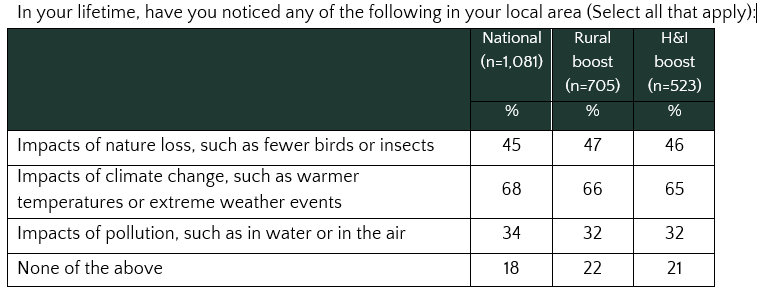 In your lifetime, have you noticed any of the following in your local area (Select all that apply):
National (n=1,081) Rural boost (n=705) H&I boost (n=523)
% % %
Impacts of nature loss, such as fewer birds or insects 45 47 46
Impacts of climate change, such as warmer temperatures or extreme weather events 68 66 65
Impacts of pollution, such as in water or in the air 34 32 32
None of the above 18 22 21